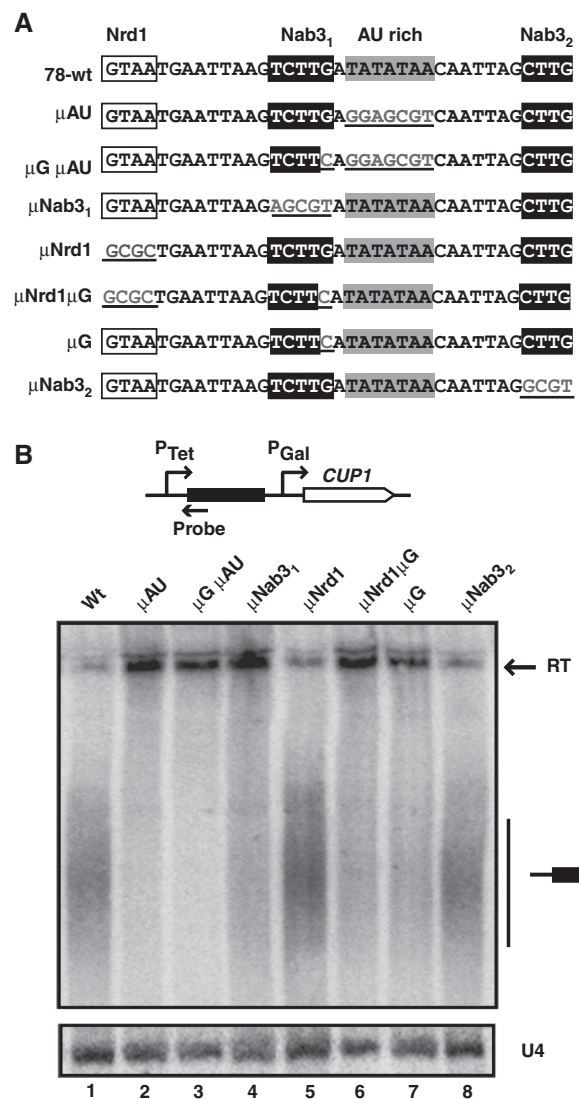 A
Nrd1 Nab3₁ AU rich Nab3₂
78-wt GTAATGAATTAAGTCTTGATATATAACAATTAGCTTG
μAU GTAATGAATTAAGTCTTGAGGAGCGTCAATTAGCTTG
μG μAU GTAATGAATTAAGTCTTCAGGAGCGTCAATTAGCTTG
μNab3₁ GTAATGAATTAAGAGCGTATATATAACAATTAGCTTG
μNrd1 GCGCTGAATTAAGTCTTGATATATAACAATTAGCTTG
μNrd1μG GCGCTGAATTAAGTCTTCATATATAACAATTAGCTTG
μG GTAATGAATTAAGTCTTCATATATAACAATTAGCTTG
μNab3₂ GTAATGAATTAAGTCTTGATATATAACAATTAGGCGT
B
PTet PGal CUP1
Probe
Wt μAU μG μAU μNab3₁ μNrd1 μNrd1μG μG μNab3₂
RT
U4
1 2 3 4 5 6 7 8